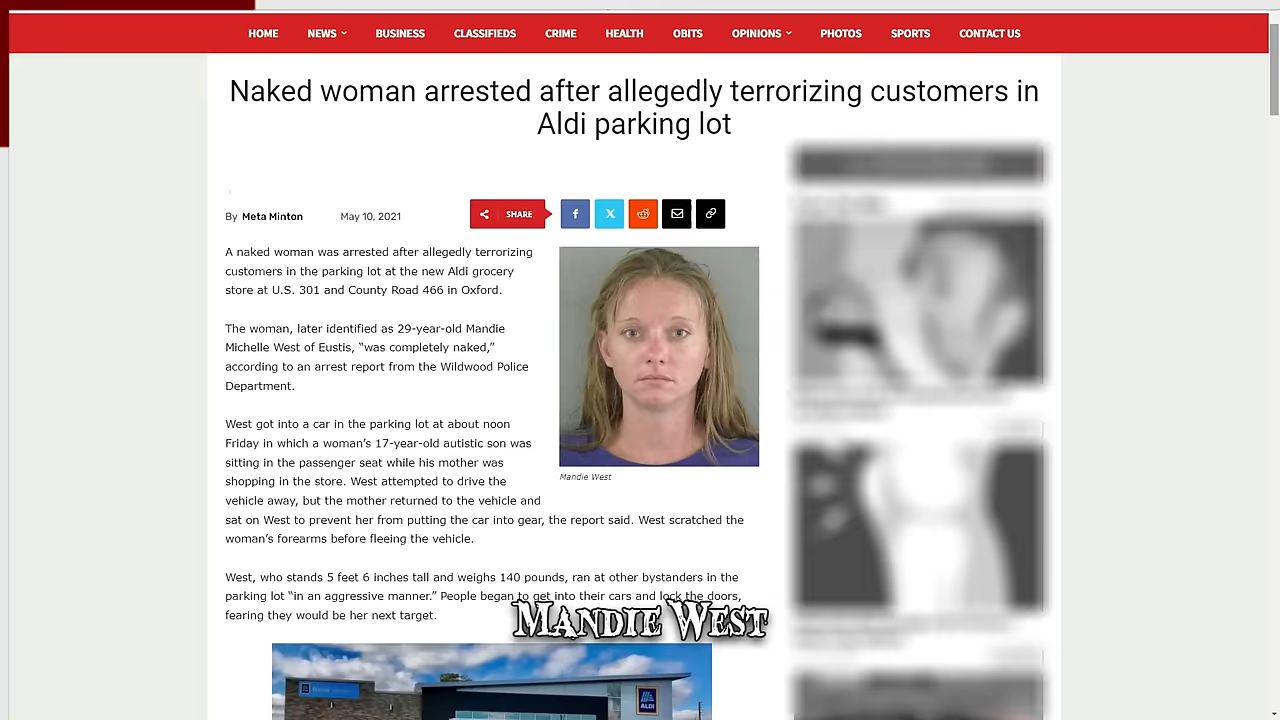 HOME NEWS BUSINESS CLASSIFIEDS CRIME HEALTH OBITS OPINIONS PHOTOS SPORTS CONTACT US
Naked woman arrested after allegedly terrorizing customers in
Aldi parking lot
By Meta Minton May 10, 2021
SHARE
A naked woman was arrested after allegedly terrorizing
customers in the parking lot at the new Aldi grocery
store at U.S. 301 and County Road 466 in Oxford.
The woman, later identified as 29-year-old Mandie
Michelle West of Eustis, “was completely naked,”
according to an arrest report from the Wildwood Police
Department.
West got into a car in the parking lot at about noon
Friday in which a woman’s 17-year-old autistic son was
sitting in the passenger seat while his mother was
shopping in the store. West attempted to drive the
vehicle away, but the mother returned to the vehicle and
sat on West to prevent her from putting the car into gear, the report said. West scratched the
woman’s forearms before fleeing the vehicle.
Mandie West
West, who stands 5 feet 6 inches tall and weighs 140 pounds, ran at other bystanders in the
parking lot “in an aggressive manner.” People began to get into their cars and lock the doors,
fearing they would be her next target.
MANDIE WEST
ALDI